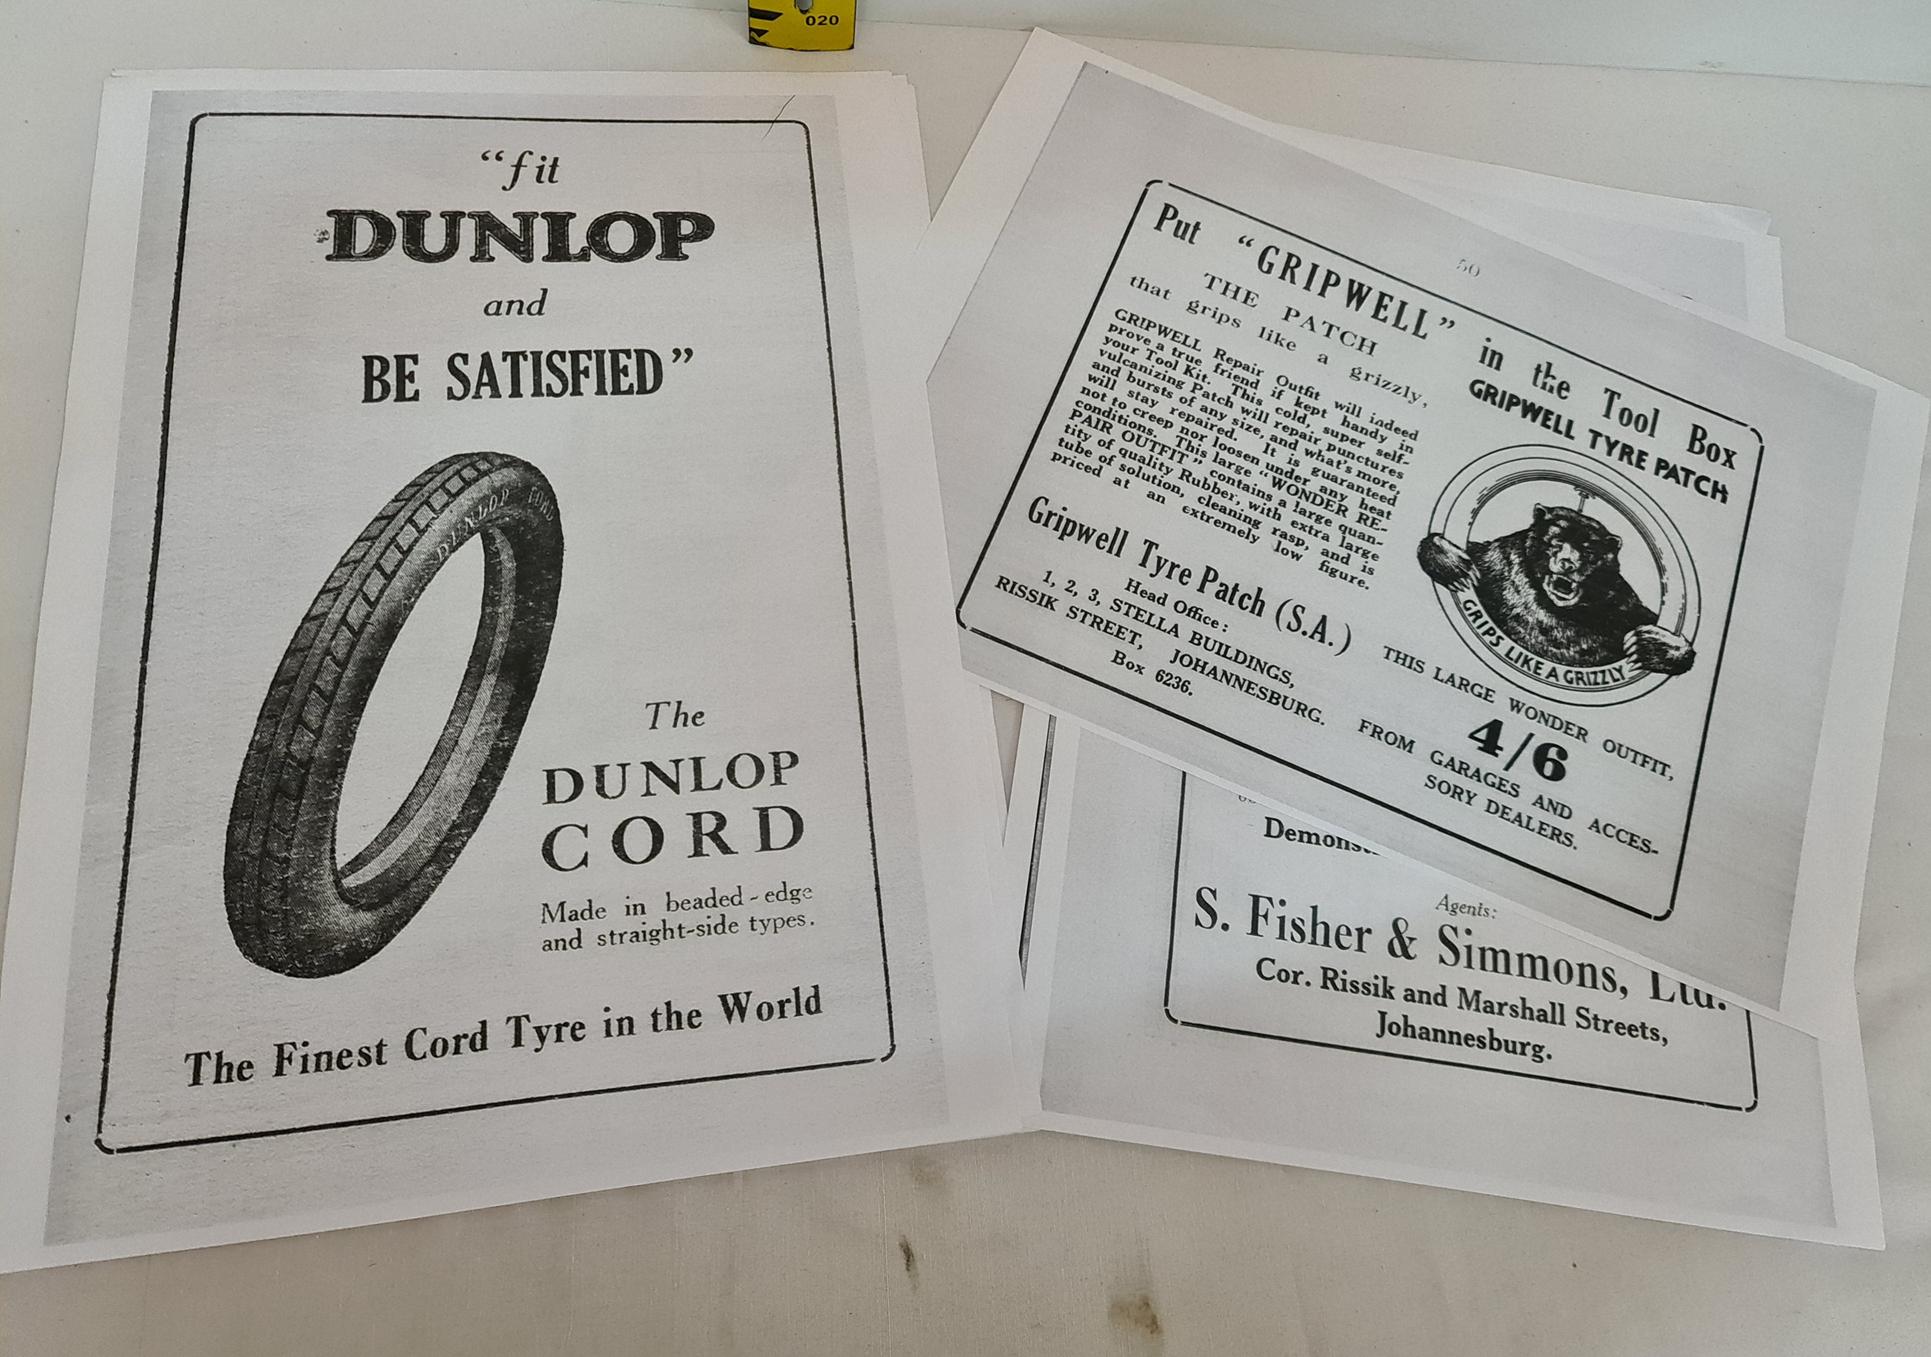 020
“fit
DUNLOP
and
BE SATISFIED”
DUNLOP CORD
The
DUNLOP
CORD
Made in beaded-edge
and straight-side types.
The Finest Cord Tyre in the World
50
Put “GRIPWELL” in the Tool Box
THE PATCH
that grips like a grizzly,
GRIPWELL Repair Outfit will indeed
prove a true friend if kept handy in
your Tool Kit. This cold, super self-
vulcanizing Patch will repair punctures
and bursts of any size, and what's more,
will stay repaired. It is guaranteed
not to creep nor loosen under any heat
conditions. This large “WONDER RE-
PAIR OUTFIT” contains a large quan-
tity of quality Rubber, with extra large
tube of solution, cleaning rasp, and is
priced at an extremely low figure.
Gripwell Tyre Patch (S.A.)
Head Office:
1, 2, 3, STELLA BUILDINGS,
RISSIK STREET, JOHANNESBURG.
Box 6236.
GRIPWELL TYRE PATCH
GRIPS LIKE A GRIZZLY
THIS LARGE WONDER OUTFIT,
4/6
FROM GARAGES AND ACCES-
SORY DEALERS.
Agents:
S. Fisher & Simmons, Ltd.
Cor. Rissik and Marshall Streets,
Johannesburg.